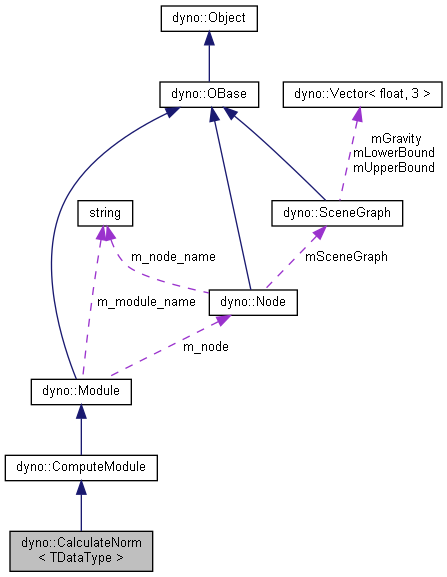 dyno::Object
dyno::OBase
dyno::Vector< float, 3 >
mGravity
mLowerBound
mUpperBound
string
dyno::SceneGraph
m_node_name
mSceneGraph
m_module_name
dyno::Node
m_node
dyno::Module
dyno::ComputeModule
dyno::CalculateNorm
< TDataType >